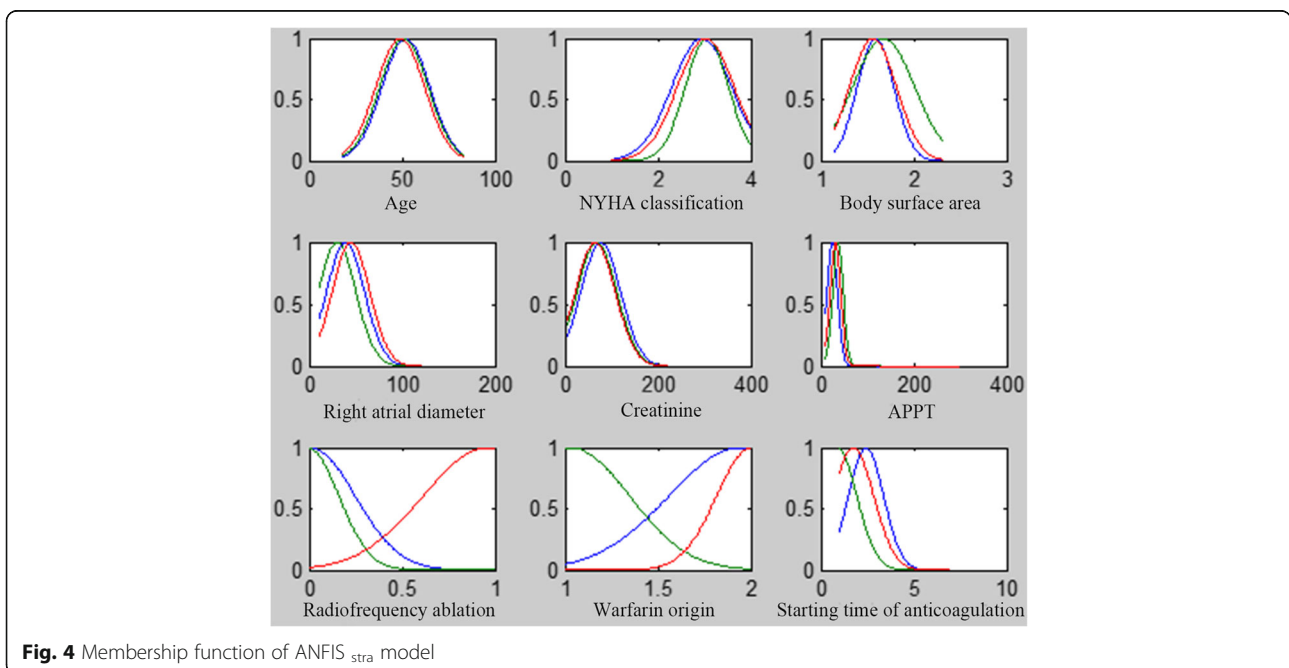 1
0.5
0
0 50 100
Age
1
0.5
0
0 2 4
NYHA classification
1
0.5
0
1 2 3
Body surface area
1
0.5
0
0 100 200
Right atrial diameter
1
0.5
0
0 200 400
Creatinine
1
0.5
0
0 200 400
APPT
1
0.5
0
0 0.5 1
Radiofrequency ablation
1
0.5
0
1 1.5 2
Warfarin origin
1
0.5
0
0 5 10
Starting time of anticoagulation
Fig. 4 Membership function of ANFIS stra model